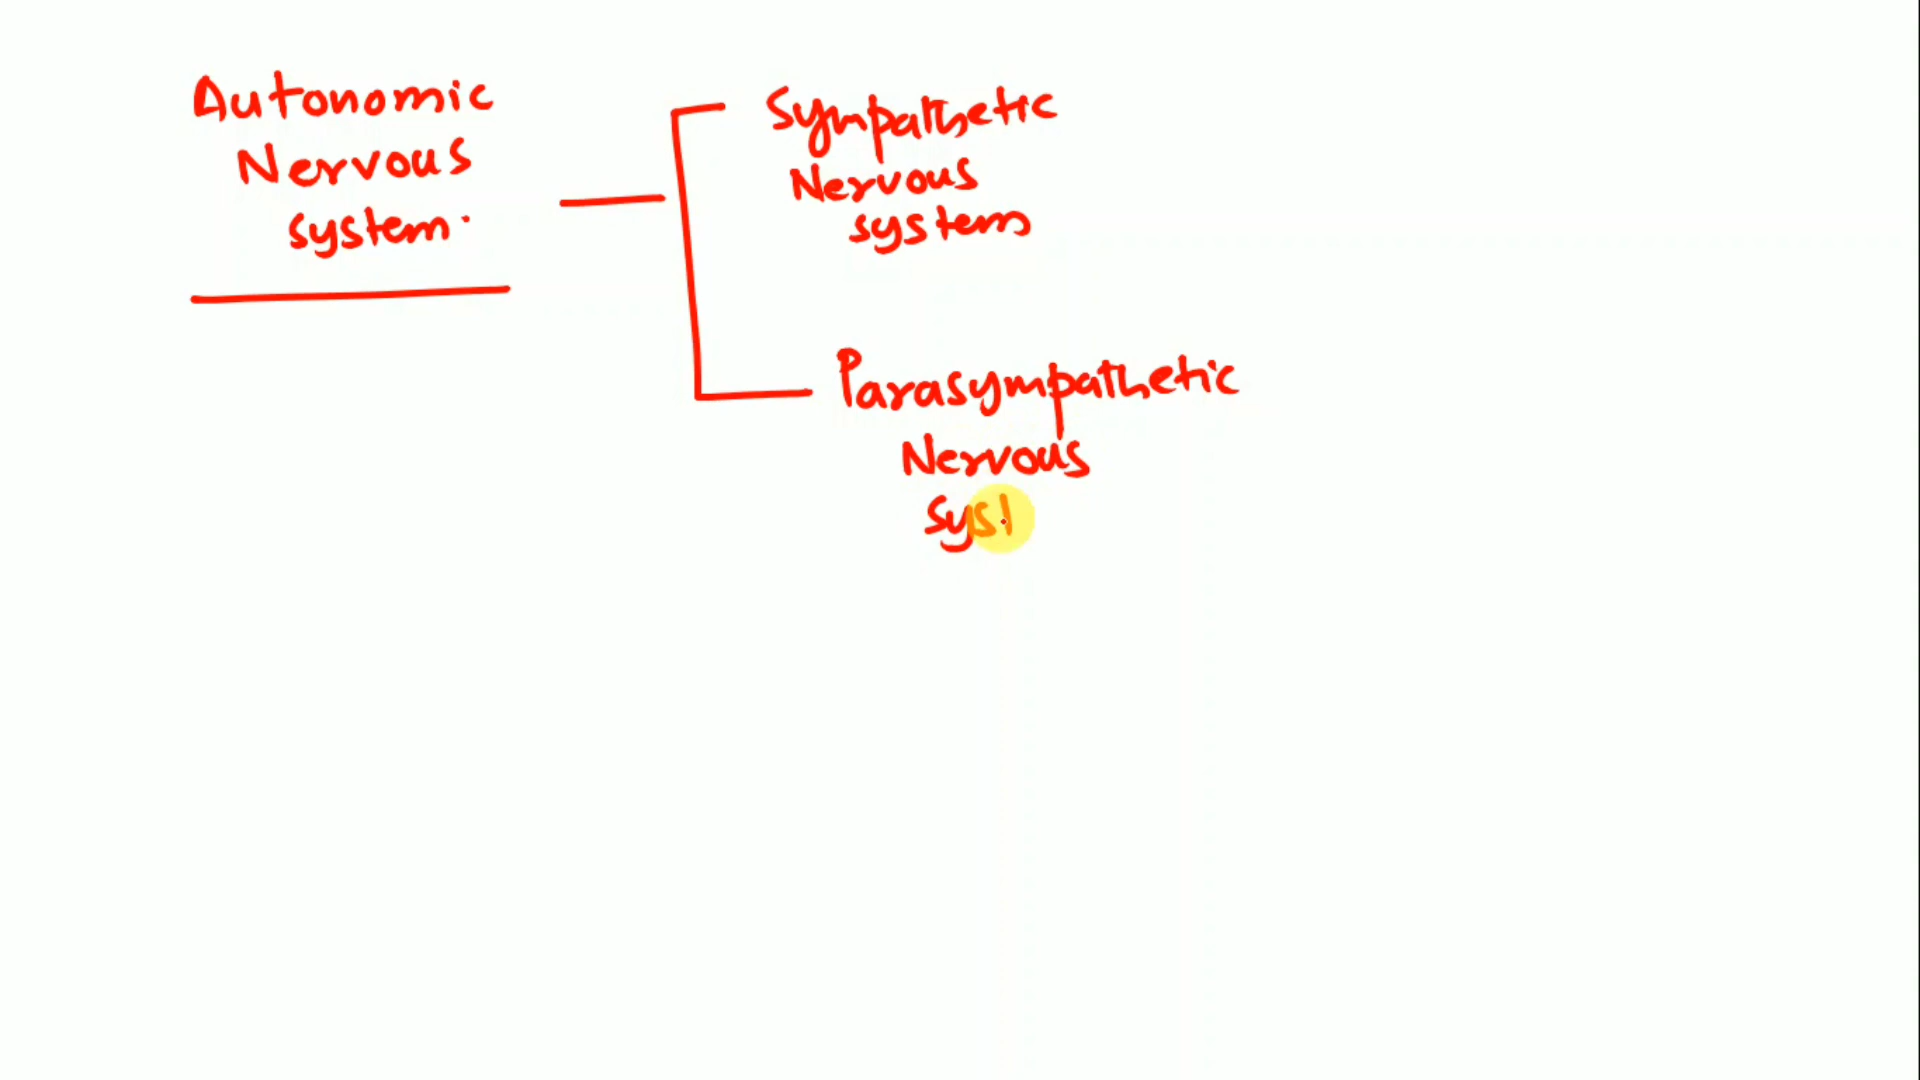 Autonomic
Nervous
system.
Sympathetic
Nervous
system
Parasympathetic
Nervous
Syst